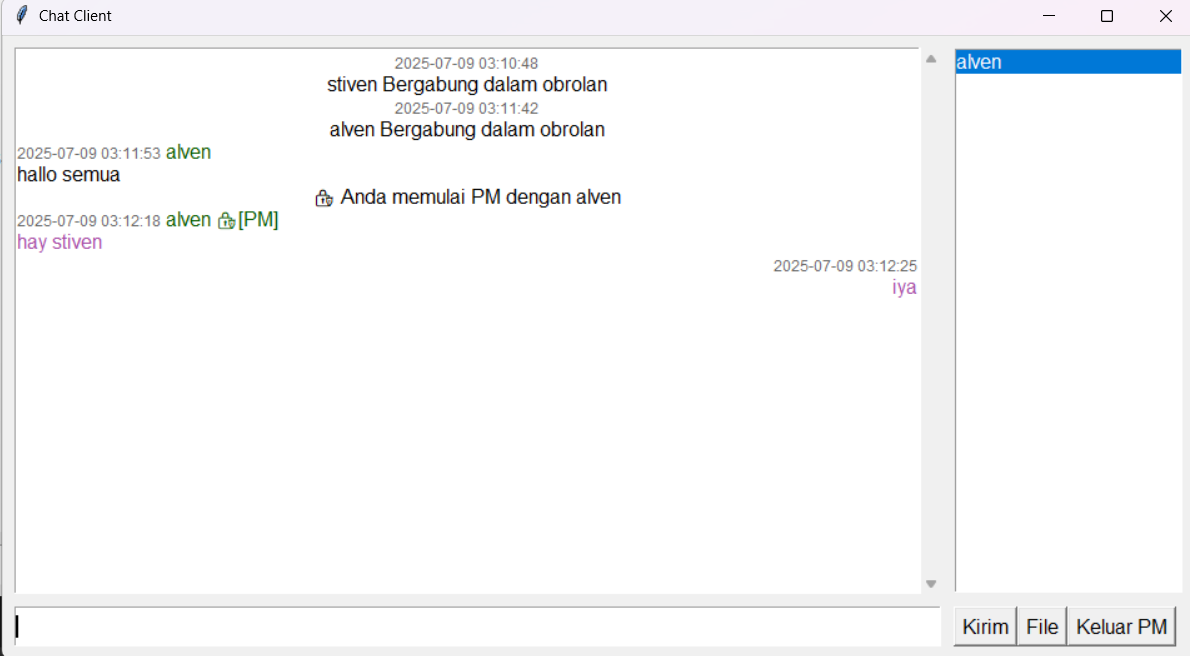 Chat Client
2025-07-09 03:10:48
stiven Bergabung dalam obrolan
2025-07-09 03:11:42
alven Bergabung dalam obrolan
2025-07-09 03:11:53 alven
hallo semua
🔐 Anda memulai PM dengan alven
2025-07-09 03:12:18 alven 🔐[PM]
hay stiven
2025-07-09 03:12:25
iya
alven
Kirim File Keluar PM